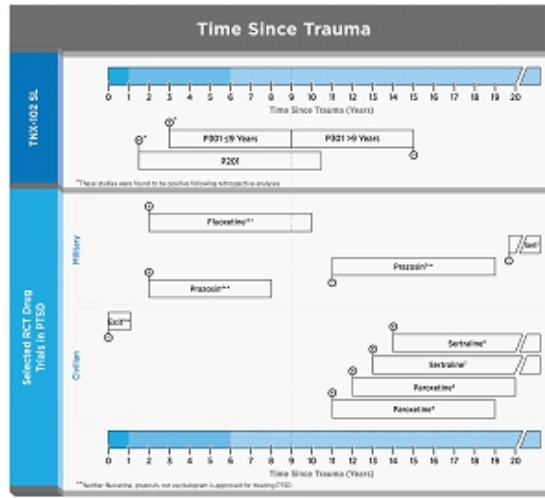 Time Since Trauma
TNX-102 SL
0 1 2 3 4 5 6 7 8 9 10 11 12 13 14 15 16 17 18 19 20
Time Since Trauma (Years)
P301 ≤9 Years
P301 >9 Years
P201
*These studies were found to be positive following retrospective analyses
Selected RCT Drug
Trials in PTSD
Military
Fluoxetine
Prazosin
Prazosin
Civilian
Sertraline
Sertraline
Paroxetine
Paroxetine
0 1 2 3 4 5 6 7 8 9 10 11 12 13 14 15 16 17 18 19 20
Time Since Trauma (Years)